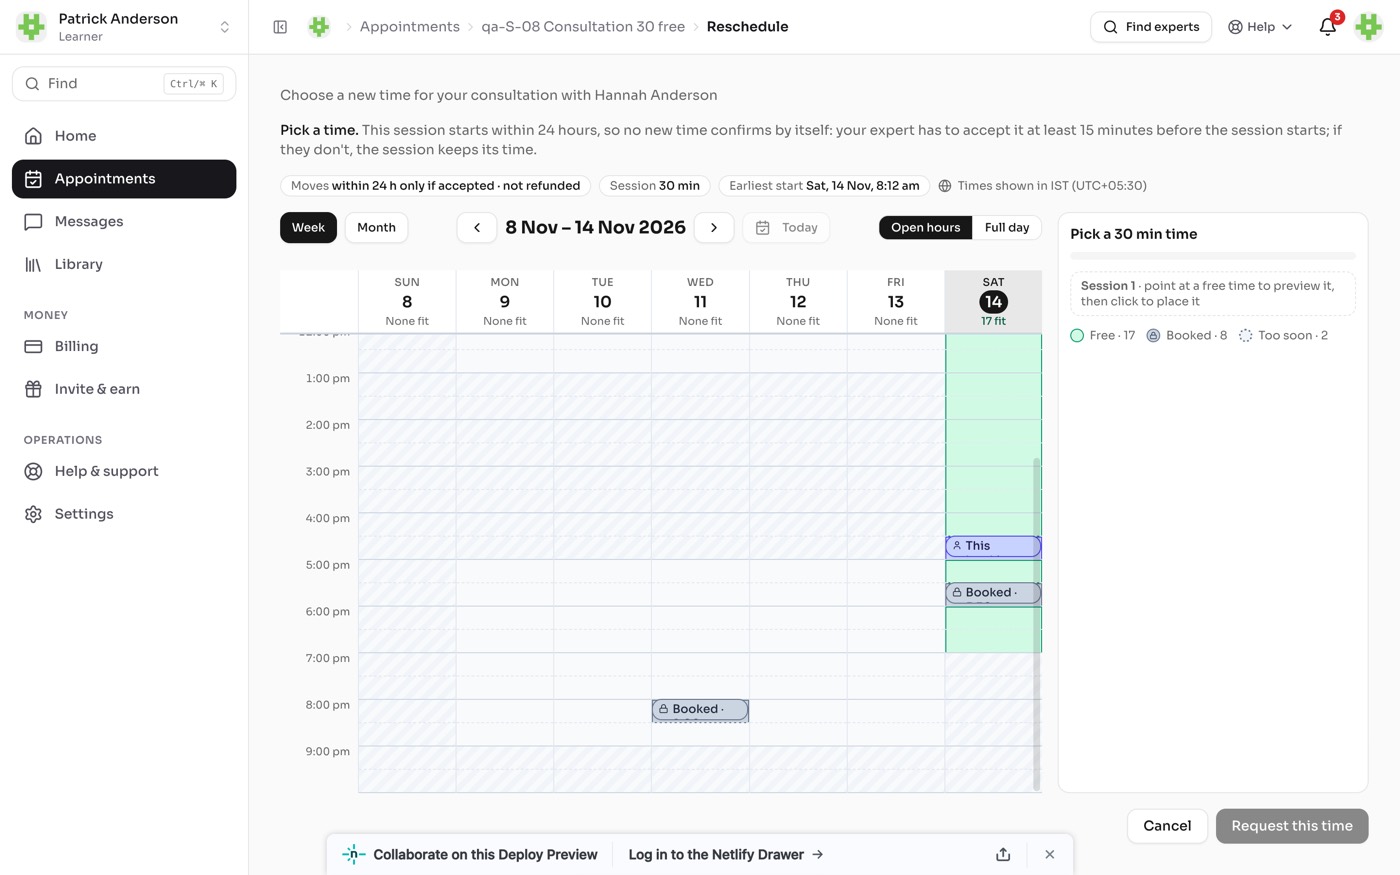 Patrick Anderson
Learner
Find
Ctrl/⌘ K
Home
Appointments
Messages
Library
MONEY
Billing
Invite & earn
OPERATIONS
Help & support
Settings
Appointments
qa-S-08 Consultation 30 free
Reschedule
Find experts
Help
3
Choose a new time for your consultation with Hannah Anderson
Pick a time. This session starts within 24 hours, so no new time confirms by itself: your expert has to accept it at least 15 minutes before the session starts; if
they don't, the session keeps its time.
Moves within 24 h only if accepted · not refunded
Session 30 min
Earliest start Sat, 14 Nov, 8:12 am
Times shown in IST (UTC+05:30)
Week
Month
8 Nov – 14 Nov 2026
Today
Open hours
Full day
SUN
8
None fit
MON
9
None fit
TUE
10
None fit
WED
11
None fit
THU
12
None fit
FRI
13
None fit
SAT
14
17 fit
1:00 pm
2:00 pm
3:00 pm
4:00 pm
This
5:00 pm
Booked ·
6:00 pm
7:00 pm
8:00 pm
Booked ·
9:00 pm
Pick a 30 min time
Session 1 · point at a free time to preview it,
then click to place it
Free · 17
Booked · 8
Too soon · 2
Cancel
Request this time
Collaborate on this Deploy Preview
Log in to the Netlify Drawer →